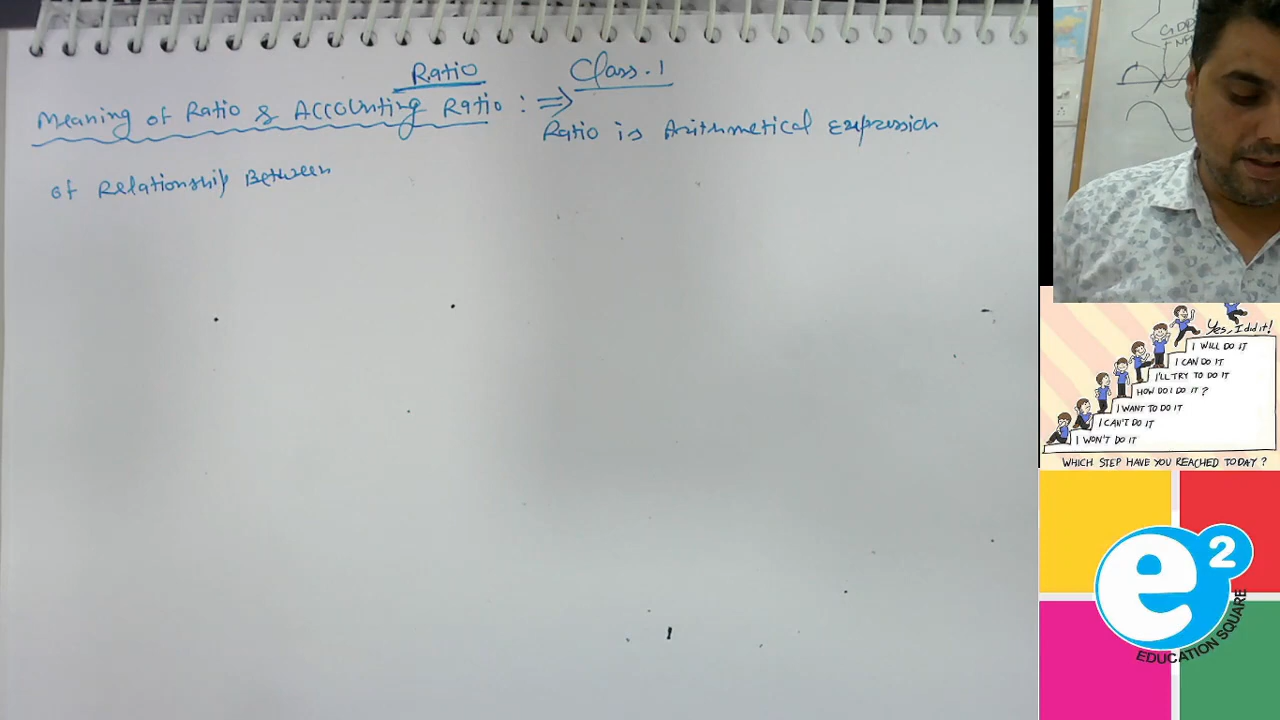 Ratio
Class.1
Meaning of Ratio & Accounting Ratio : ⇒
Ratio is Arithmetical expression
of Relationship Between
Yes, I did it!
I WILL DO IT
I CAN DO IT
I'LL TRY TO DO IT
HOW DO I DO IT?
I WANT TO DO IT
I CAN'T DO IT
I WON'T DO IT
WHICH STEP HAVE YOU REACHED TODAY?
e2
EDUCATION SQUARE